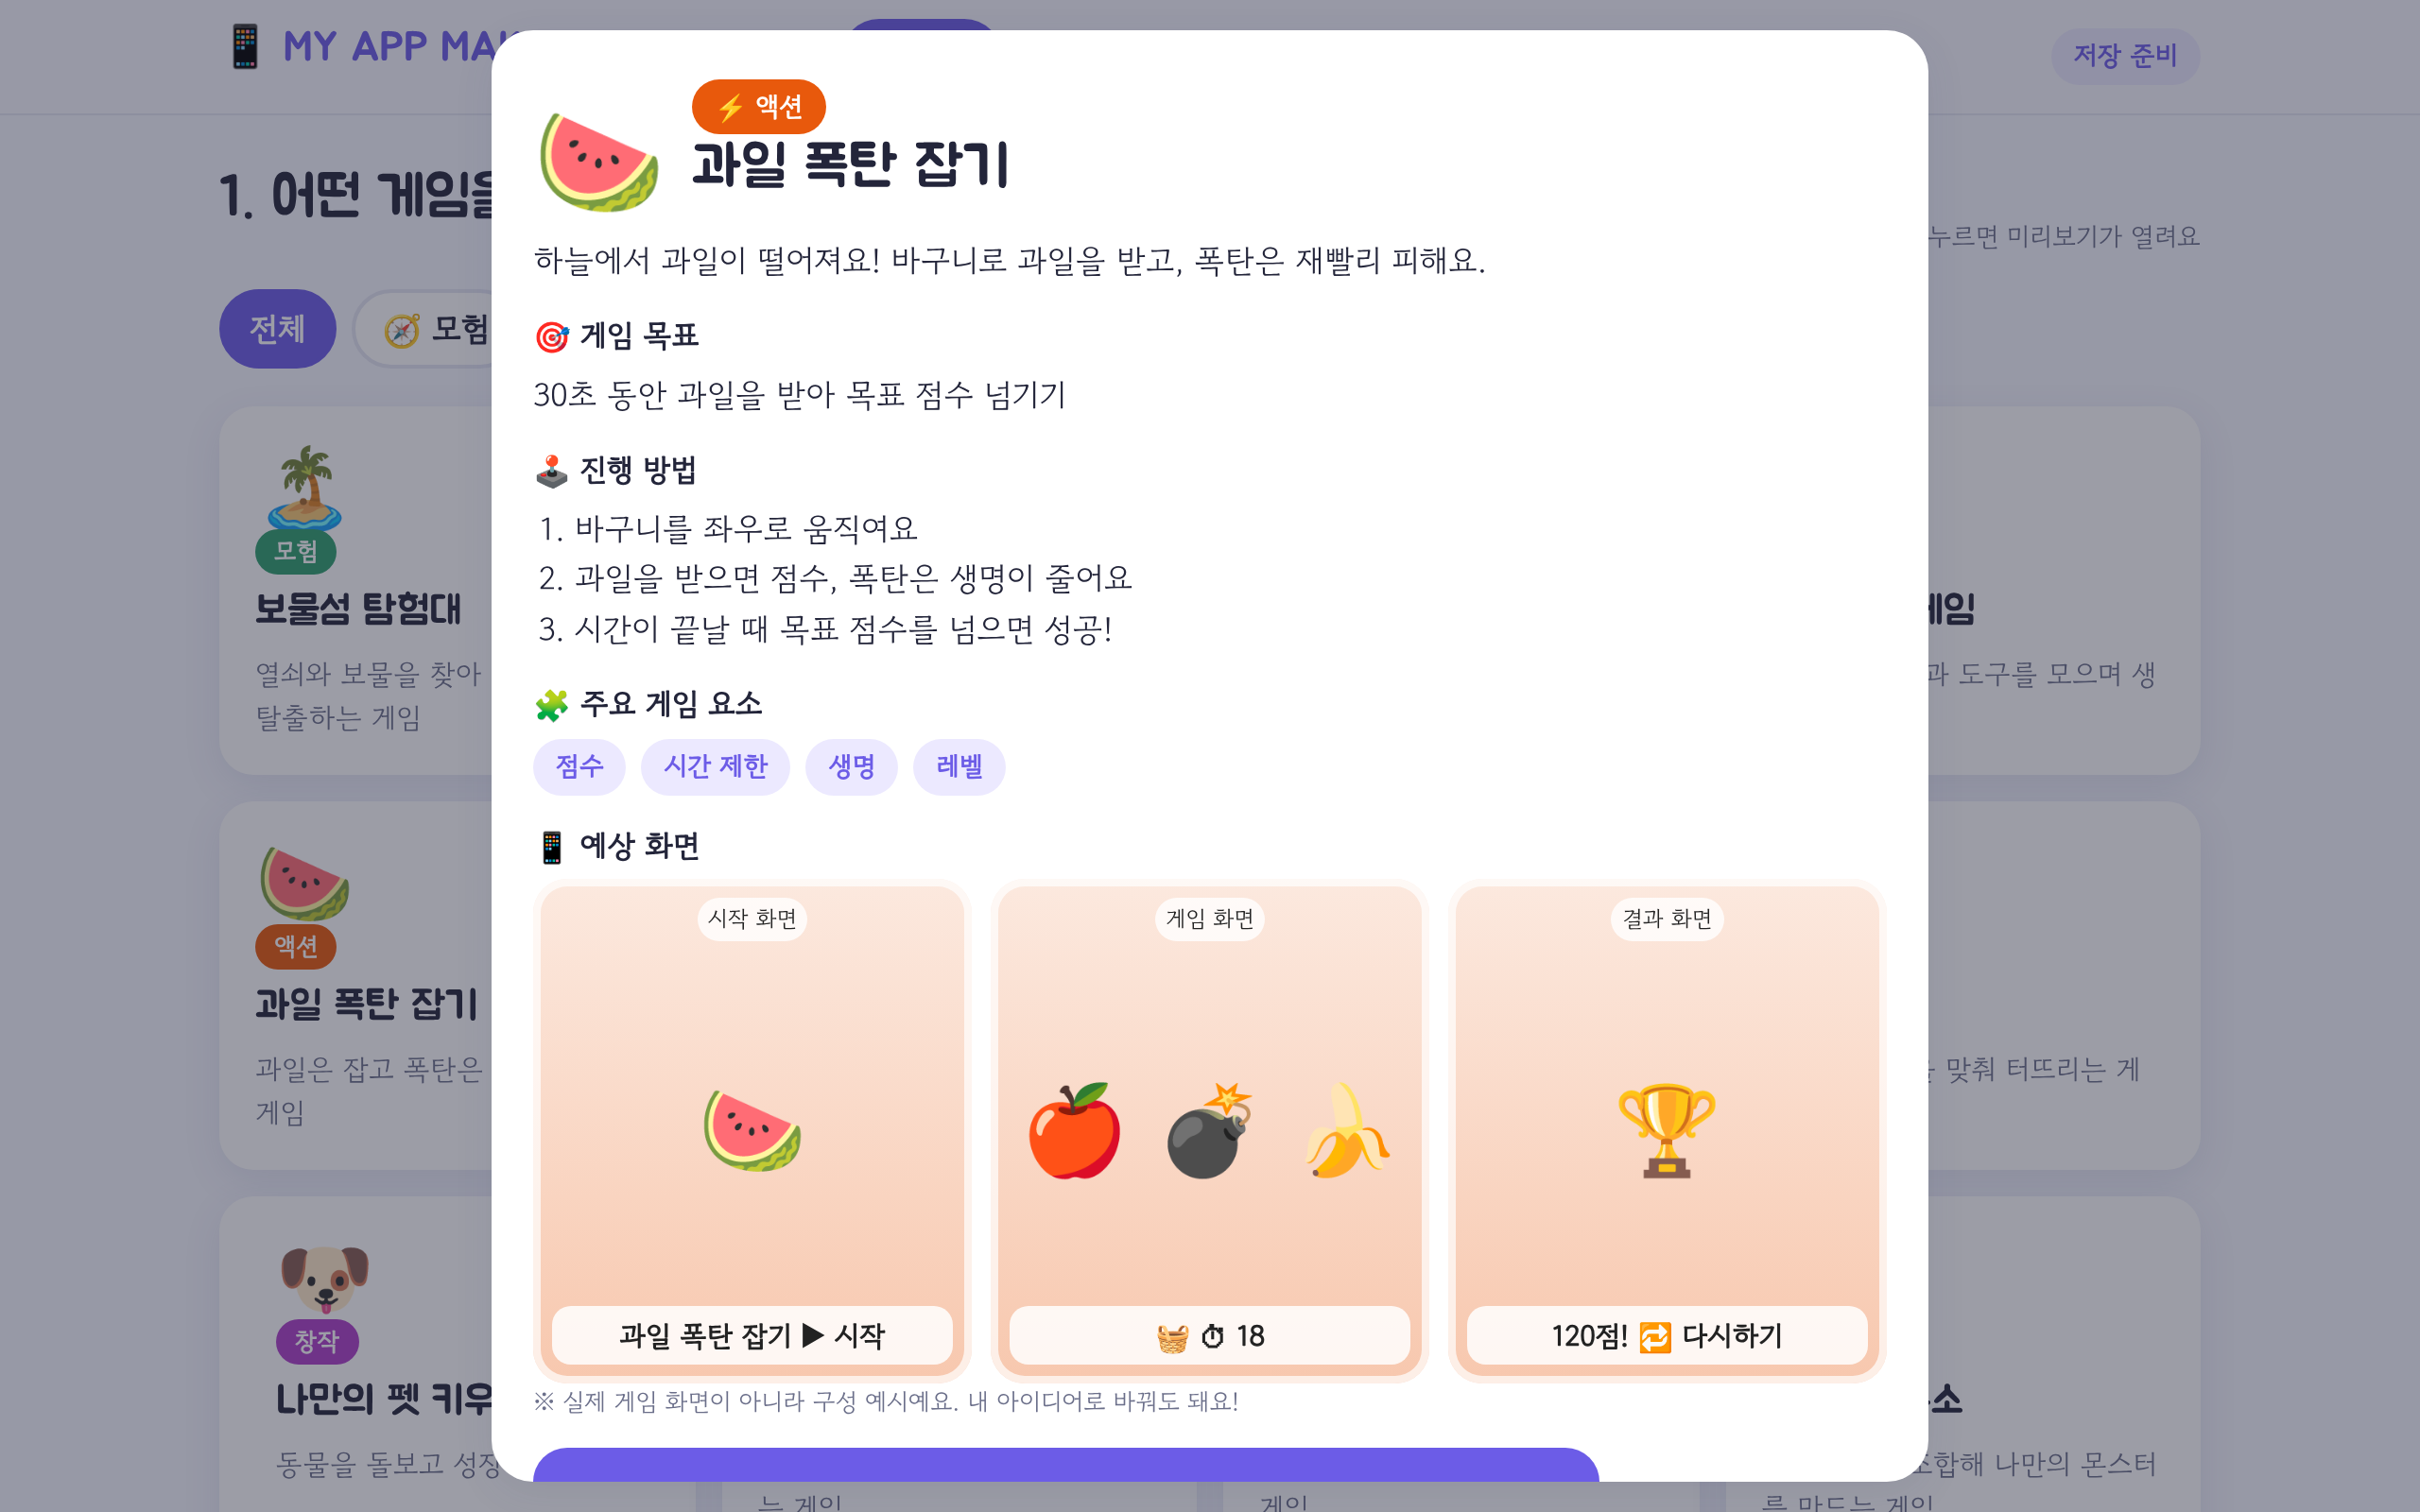 MY APP
저장 준비
1. 어떤 게임을
누르면 미리보기가 열려요
전체
모험
모험
보물섬 탐험대
열쇠와 보물을 찾아
탈출하는 게임
액션
과일 폭탄 잡기
과일은 잡고 폭탄은
게임
창작
나만의 펫 키우
동물을 돌보고 성장
액션
과일 폭탄 잡기
하늘에서 과일이 떨어져요! 바구니로 과일을 받고, 폭탄은 재빨리 피해요.
게임 목표
30초 동안 과일을 받아 목표 점수 넘기기
진행 방법
1. 바구니를 좌우로 움직여요
2. 과일을 받으면 점수, 폭탄은 생명이 줄어요
3. 시간이 끝날 때 목표 점수를 넘으면 성공!
주요 게임 요소
점수
시간 제한
생명
레벨
예상 화면
시작 화면
과일 폭탄 잡기 ▶ 시작
게임 화면
18
결과 화면
120점! 다시하기
※ 실제 게임 화면이 아니라 구성 예시예요. 내 아이디어로 바꿔도 돼요!
게임
과 도구를 모으며 생
맞춰 터뜨리는 게
소
조합해 나만의 몬스터
를 만드는 게임
는 게임
게임